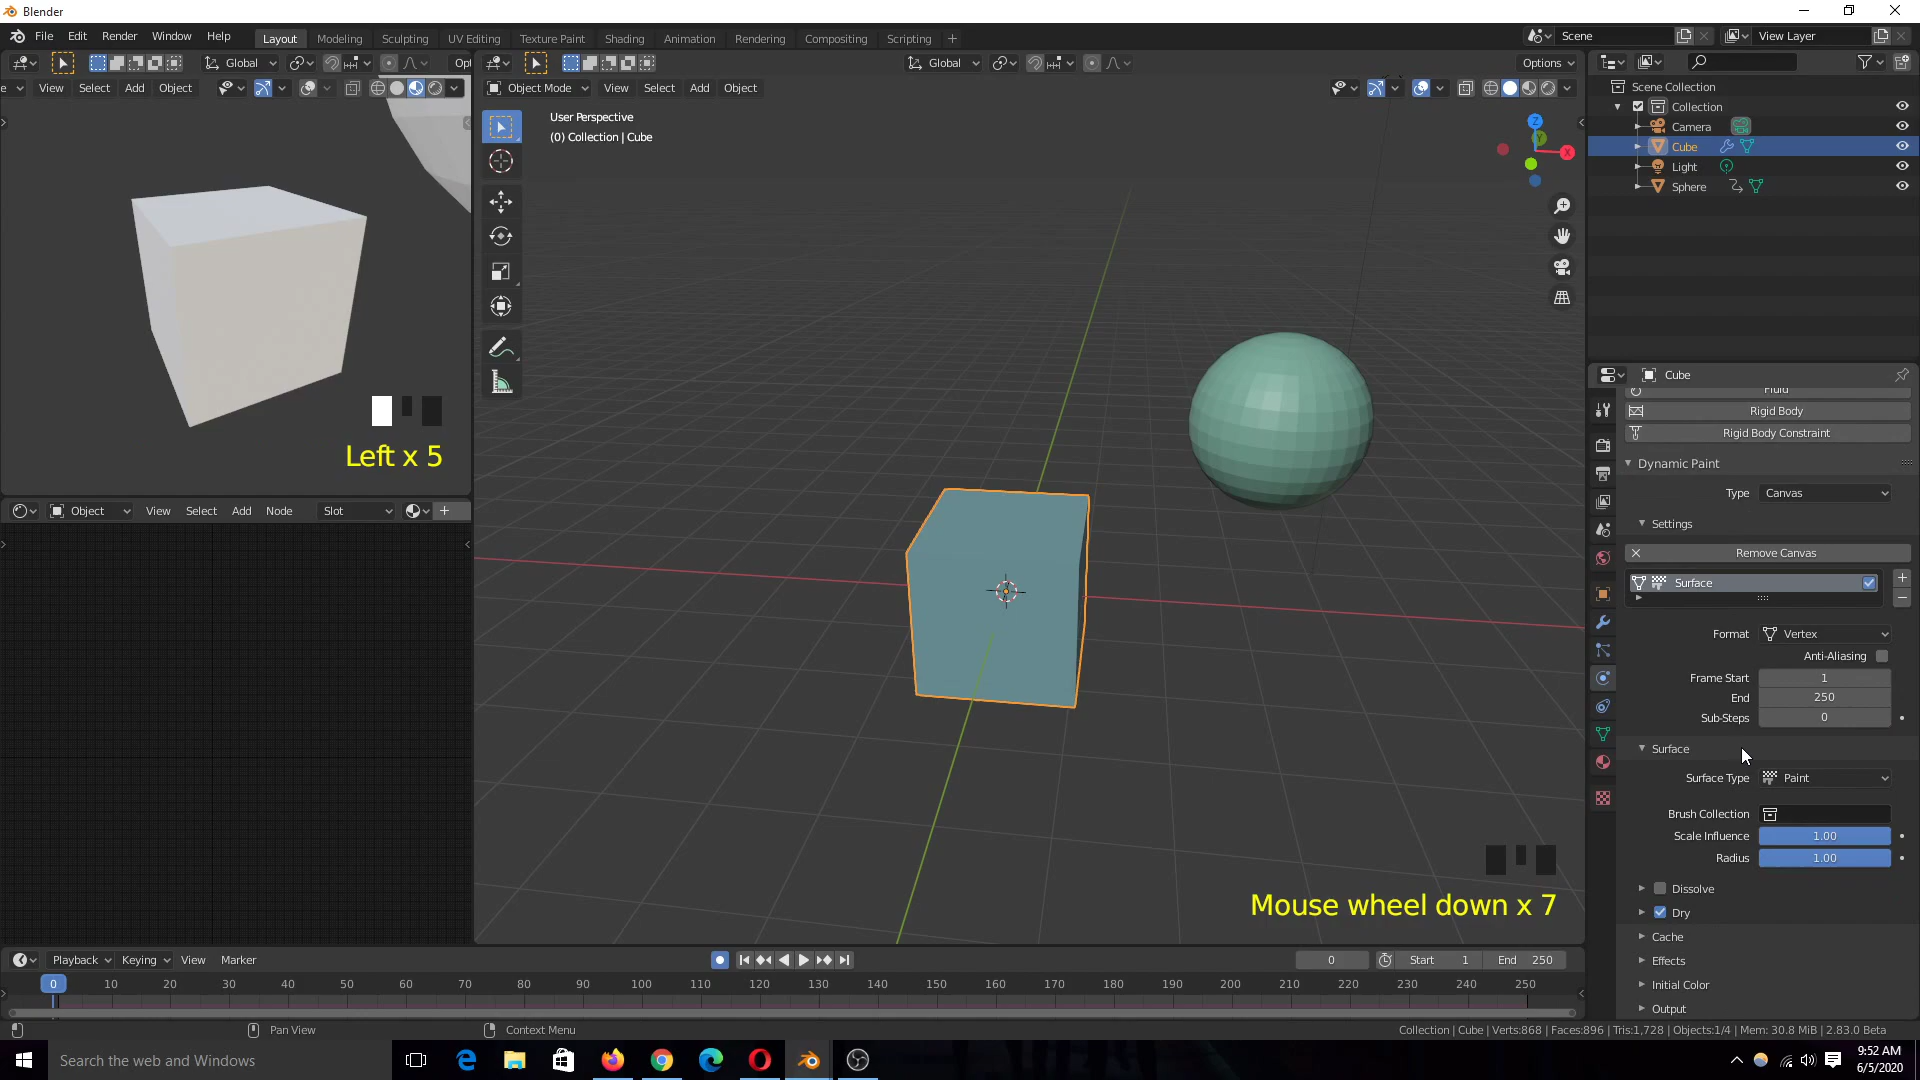 Blender
File Edit Render Window Help Layout Modeling Sculpting UV Editing Texture Paint Shading Animation Rendering Compositing Scripting + Scene View Layer
Global Opt Global Options
View Select Add Object Object Mode View Select Add Object
User Perspective
(0) Collection | Cube
Z
Y
X
Scene Collection
Collection
Camera
Cube
Light
Sphere
Cube
Fluid
Rigid Body
Rigid Body Constraint
Dynamic Paint
Type Canvas
Settings
Remove Canvas
Surface
Format Vertex
Anti-Aliasing
Frame Start 1
End 250
Sub-Steps 0
Surface
Surface Type Paint
Brush Collection
Scale Influence 1.00
Radius 1.00
Dissolve
Dry
Cache
Effects
Initial Color
Output
Left x 5
Object View Select Add Node Slot
Mouse wheel down x 7
Playback Keying View Marker 0 Start 1 End 250
0 10 20 30 40 50 60 70 80 90 100 110 120 130 140 150 160 170 180 190 200 210 220 230 240 250
Pan View Context Menu Collection | Cube | Verts:868 | Faces:896 | Tris:1,728 | Objects:1/4 | Mem: 30.8 MiB | 2.83.0 Beta
Search the web and Windows
9:52 AM
6/5/2020